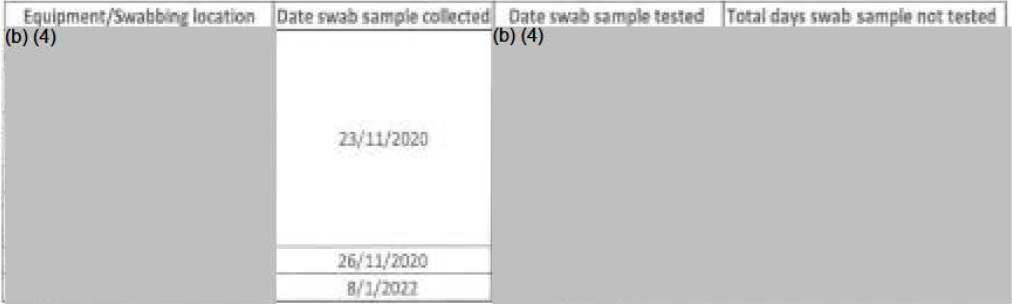 Equipment/Swabbing location Date swab sample collected Date swab sample tested Total days swab sample not tested
(b) (4) (b) (4)
23/11/2020
26/11/2020
8/1/2022